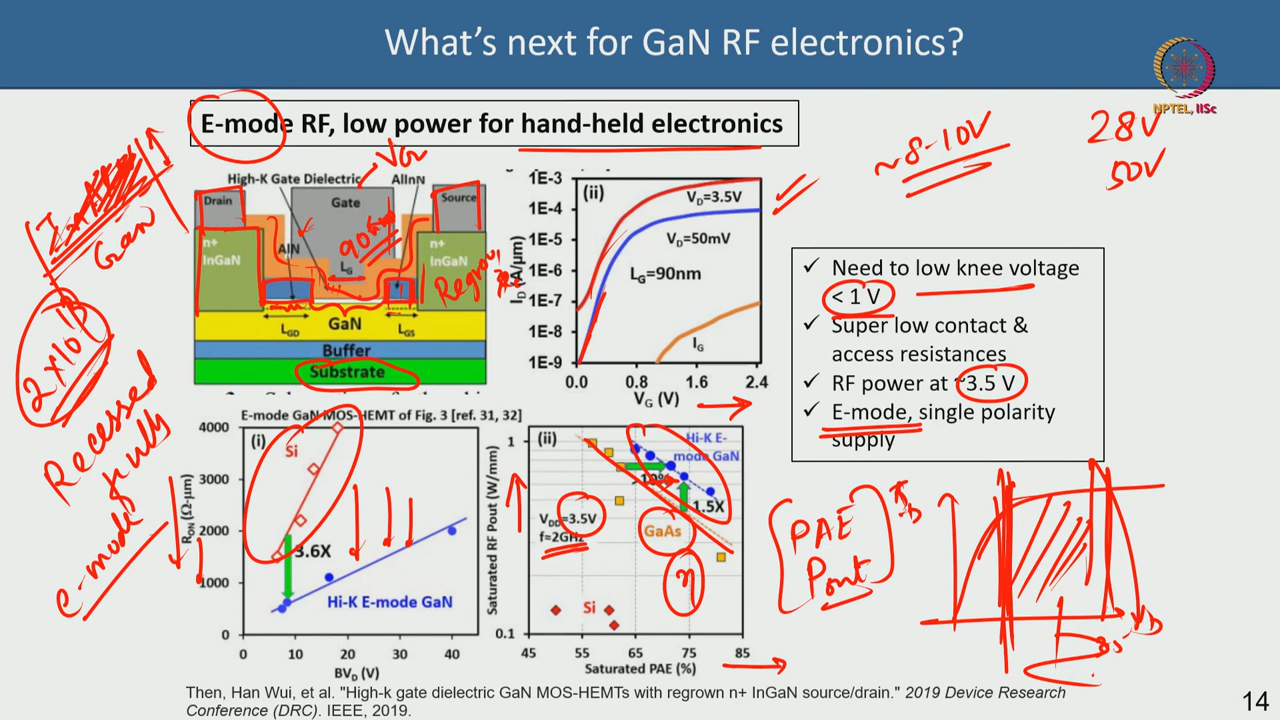 What's next for GaN RF electronics?
NPTEL, IISc
E-mode RF, low power for hand-held electronics
~8-10V
28V
50V
VG
High-K Gate Dielectric
AlInN
Drain
Gate
Source
n+
InGaN
AlN
90nm
LG
n+
InGaN
LGD
GaN
LGS
Buffer
Substrate
GaN
2×10
Recessed
fully
e-mode
(ii)
1E-3
1E-4
1E-5
1E-6
1E-7
1E-8
1E-9
VD=3.5V
VD=50mV
LG=90nm
IG
0.0
0.8
1.6
2.4
VG (V)
✓ Need to low knee voltage
< 1 V
✓ Super low contact &
access resistances
✓ RF power at ~3.5 V
✓ E-mode, single polarity
supply
E-mode GaN MOS-HEMT of Fig. 3 [ref. 31, 32]
(i)
4000
3000
2000
1000
0
RON (Ω-μm)
Si
3.6X
Hi-K E-mode GaN
0
10
20
30
40
BVD (V)
(ii)
1
0.1
Saturated RF Pout (W/mm)
Hi-K E-
mode GaN
1.5X
VDD=3.5V
f=2GHz
GaAs
η
Si
45
55
65
75
85
Saturated PAE (%)
PAE
Pout
ID
VD
Then, Han Wui, et al. "High-k gate dielectric GaN MOS-HEMTs with regrown n+ InGaN source/drain." 2019 Device Research
Conference (DRC). IEEE, 2019.
14